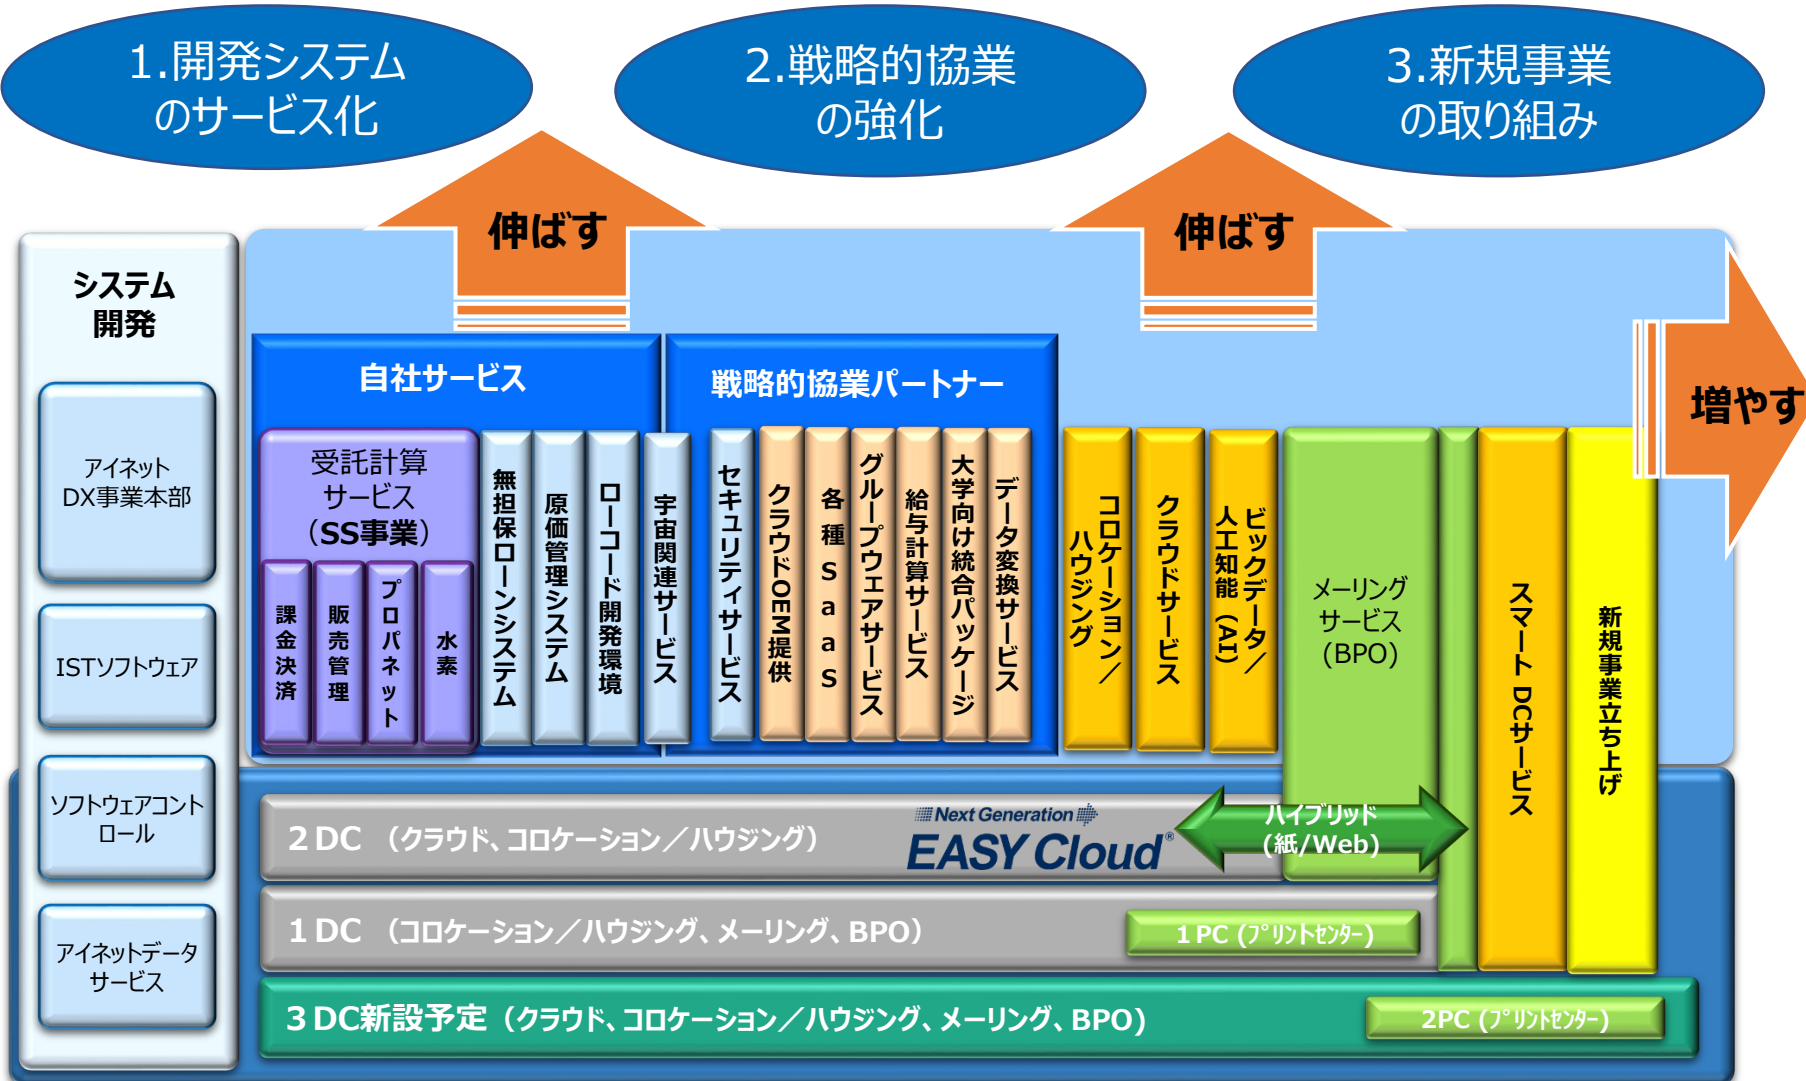 1.開発システム
のサービス化
2.戦略的協業
の強化
3.新規事業
の取り組み
伸ばす
伸ばす
増やす
システム
開発
アイネット
DX事業本部
ISTソフトウェア
ソフトウェアコント
ロール
アイネットデータ
サービス
自社サービス
戦略的協業パートナー
受託計算
サービス
(SS事業)
課金決済
販売管理
プロパネット
水素
無担保ローンシステム
原価管理システム
ローコード開発環境
宇宙関連サービス
セキュリティサービス
クラウドOEM提供
各種SaaS
グループウェアサービス
給与計算サービス
大学向け統合パッケージ
データ変換サービス
コロケーション／
ハウジング
クラウドサービス
ビックデータ／
人工知能(AI)
メーリング
サービス
(BPO)
スマート DCサービス
新規事業立ち上げ
2DC (クラウド、コロケーション／ハウジング)
Next Generation
EASY Cloud®
ハイブリッド
(紙/Web)
1DC (コロケーション／ハウジング、メーリング、BPO)
1PC (プリントセンター)
3DC新設予定 (クラウド、コロケーション／ハウジング、メーリング、BPO)
2PC (プリントセンター)